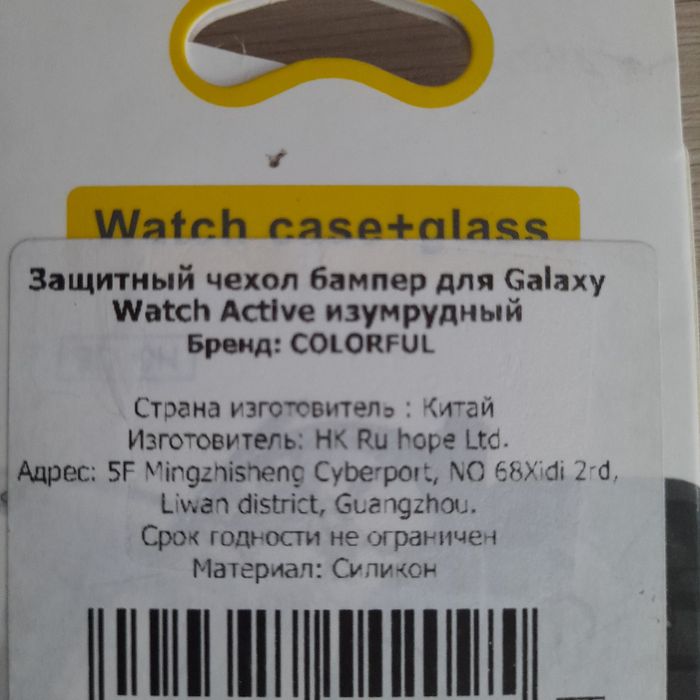 Watch case+glass
Защитный чехол бампер для Galaxy
Watch Active изумрудный
Бренд: COLORFUL
Страна изготовитель : Китай
Изготовитель: HK Ru hope Ltd.
Адрес: 5F Mingzhisheng Cyberport, NO 68Xidi 2rd,
Liwan district, Guangzhou.
Срок годности не ограничен
Материал: Силикон